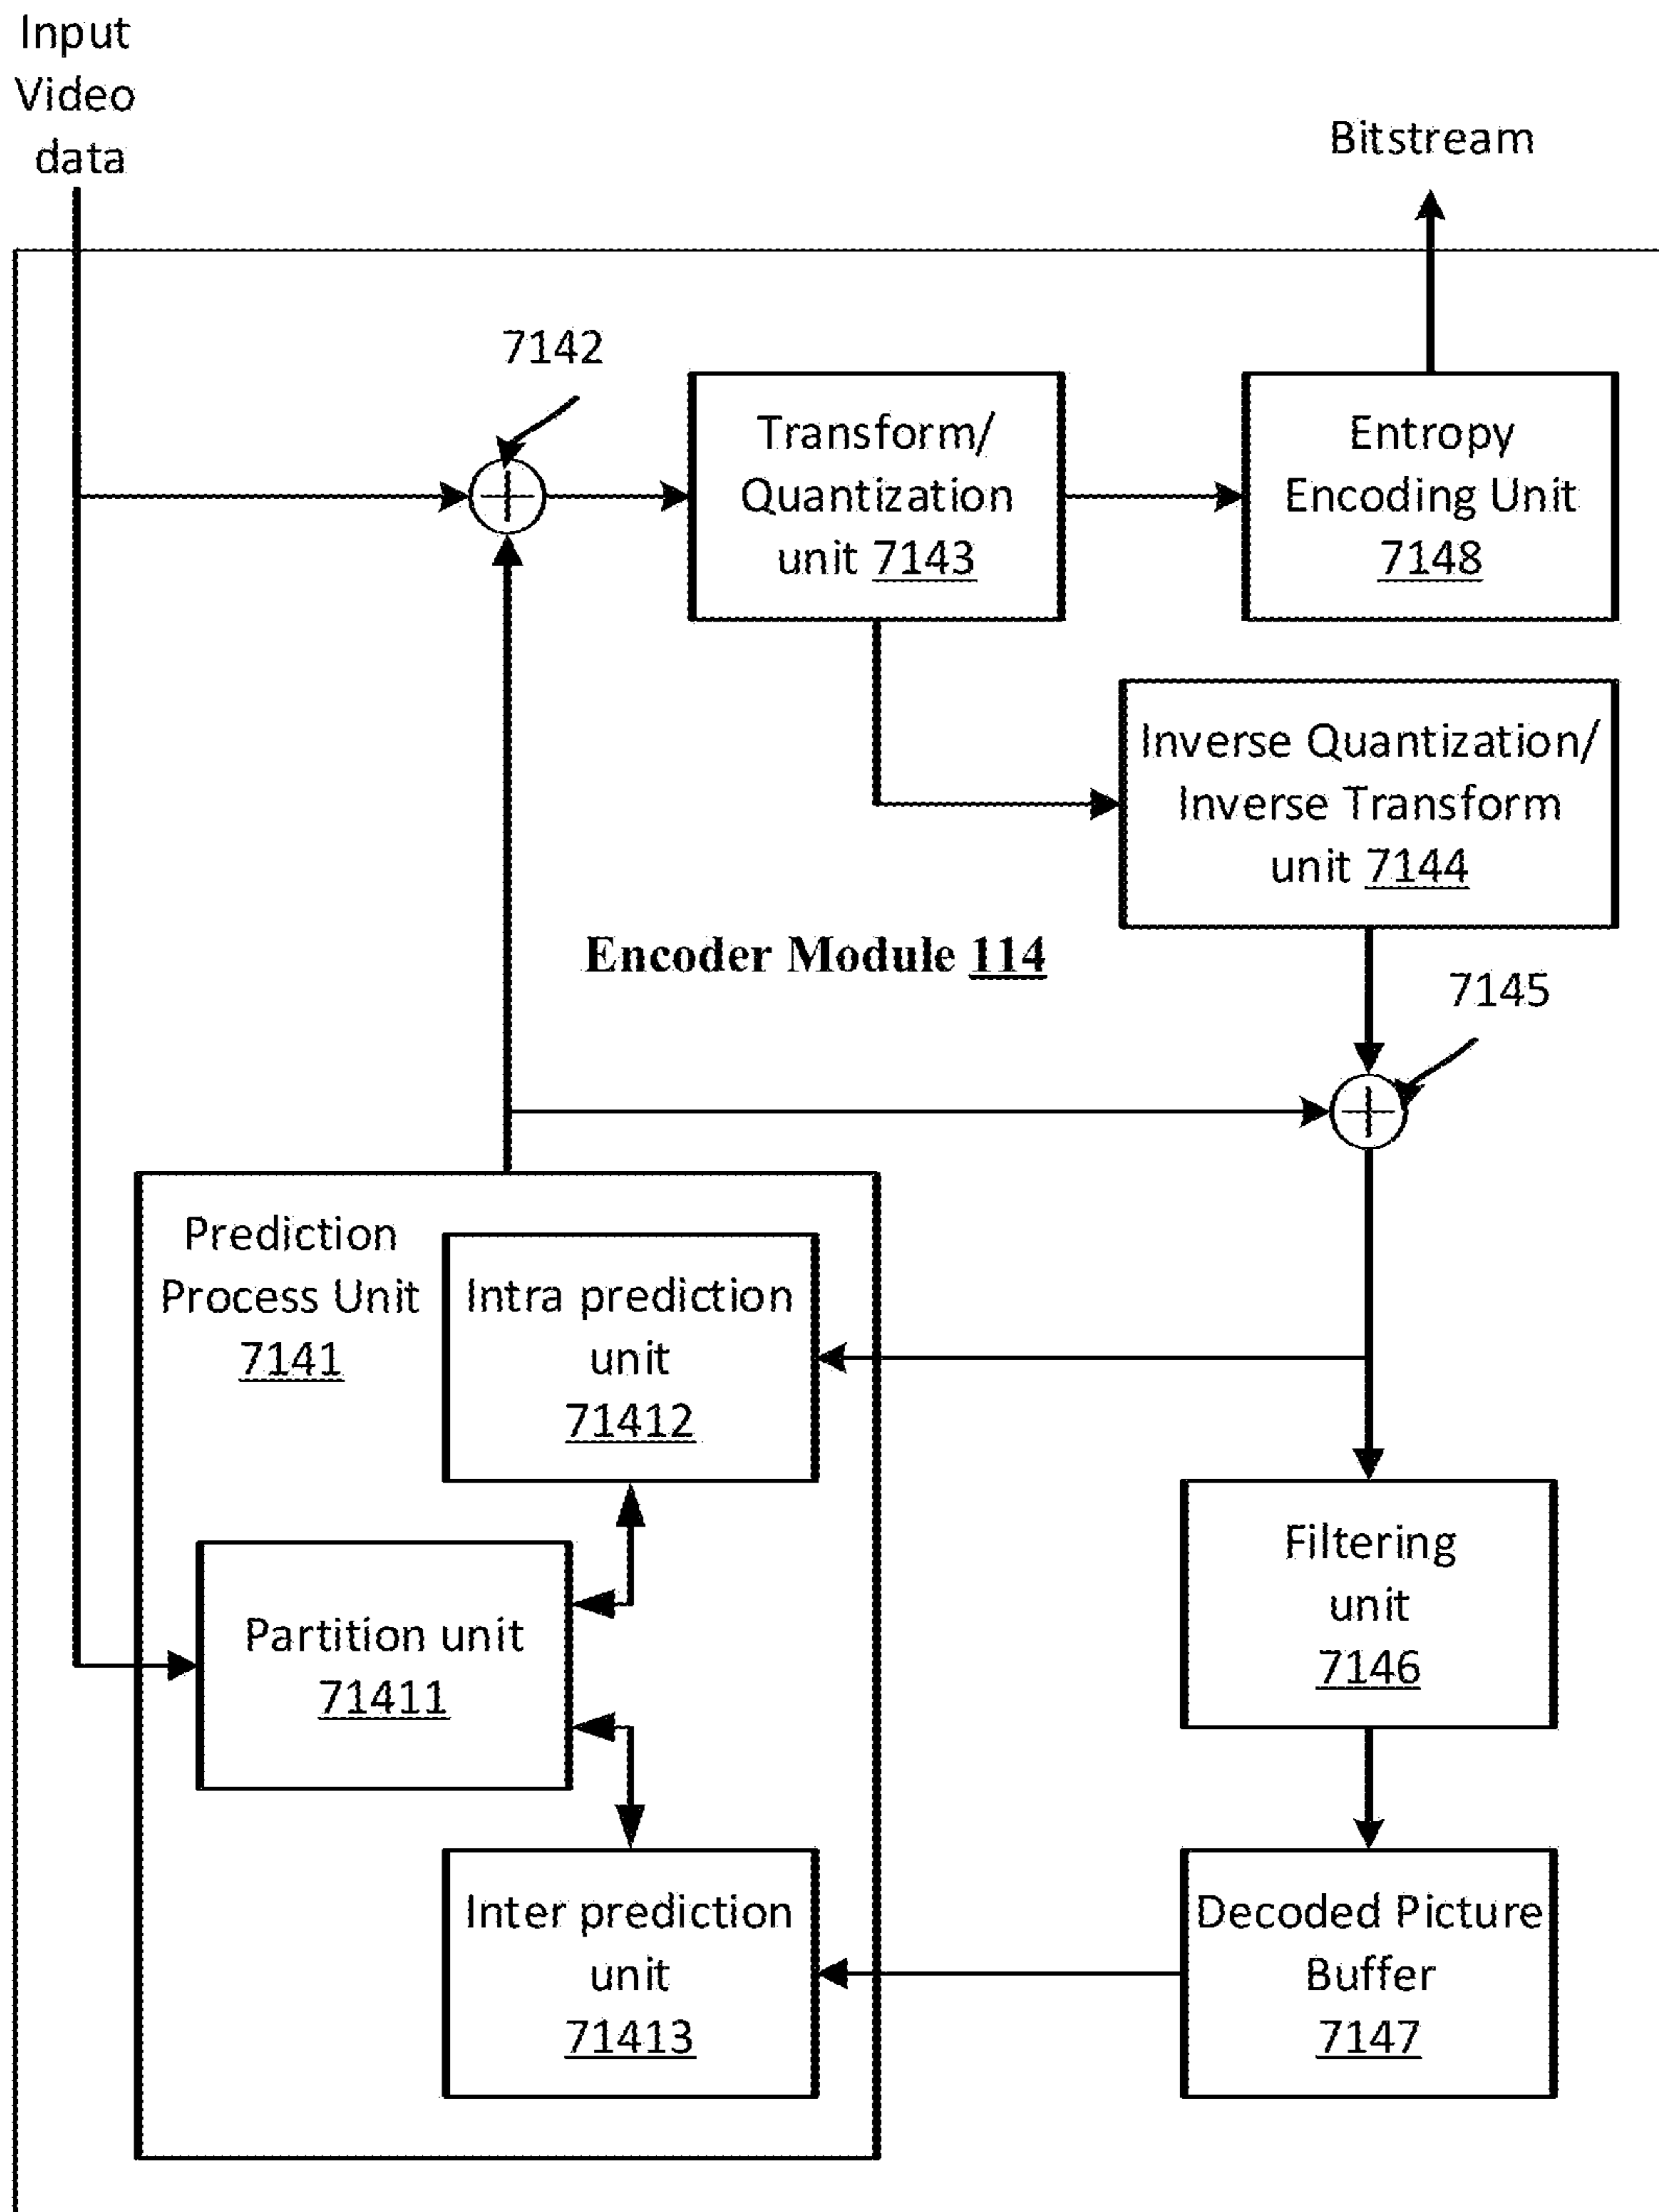 Input
Video
data
Bitstream
7142
Transform/
Quantization
unit 7143
Entropy
Encoding Unit
7148
Inverse Quantization/
Inverse Transform
unit 7144
Encoder Module 114
7145
Prediction
Process Unit
7141
Intra prediction
unit
71412
Filtering
unit
7146
Partition unit
71411
Inter prediction
unit
71413
Decoded Picture
Buffer
7147